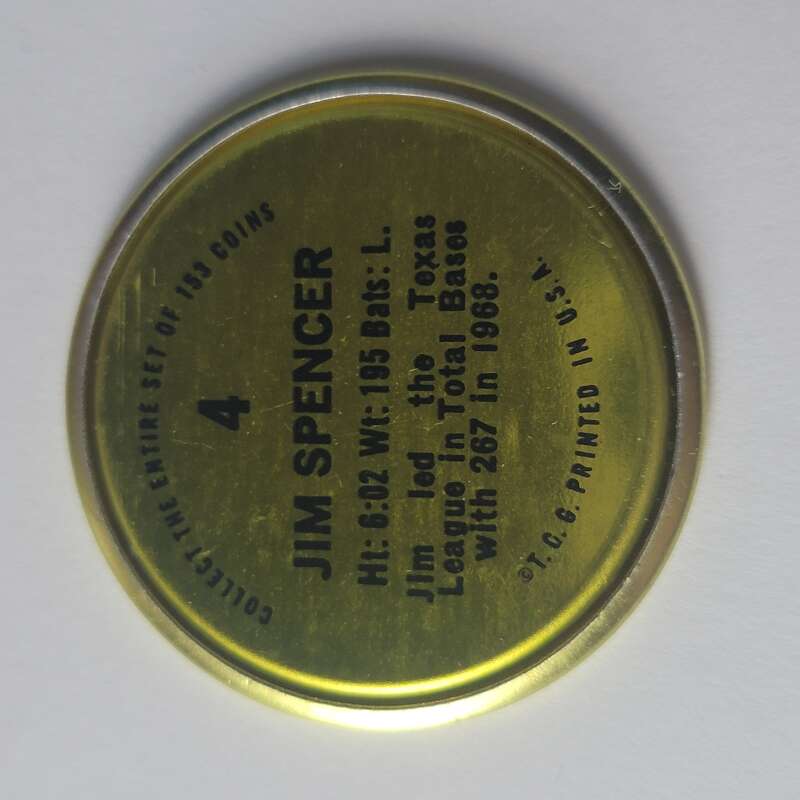 COLLECT THE ENTIRE SET OF 153 COINS
4
JIM SPENCER
Ht: 6:02 Wt: 195 Bats: L.
Jim led the Texas
League in Total Bases
with 267 in 1968.
©T. C. G. PRINTED IN U.S.A.